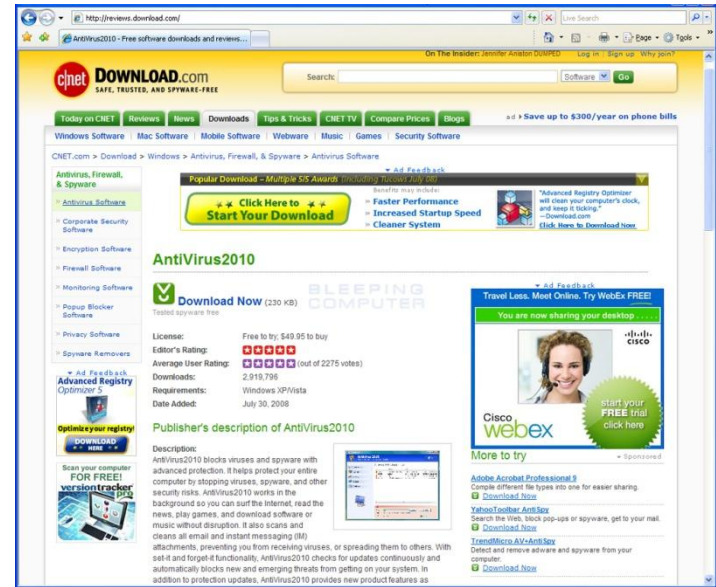 http://reviews.download.com/
Live Search
AntiVirus2010 - Free software downloads and reviews...
Page
Tools
On The Insider: Jennifer Aniston DUMPED
Log in | Sign up Why join?
c|net DOWNLOAD.com
SAFE, TRUSTED, AND SPYWARE-FREE
Search:
Software
Go
Today on CNET
Reviews
News
Downloads
Tips & Tricks
CNET TV
Compare Prices
Blogs
ad › Save up to $300/year on phone bills
Windows Software | Mac Software | Mobile Software | Webware | Music | Games | Security Software
CNET.com > Download > Windows > Antivirus, Firewall, & Spyware > Antivirus Software
Antivirus, Firewall,
& Spyware
Antivirus Software
Corporate Security
Software
Encryption Software
Firewall Software
Monitoring Software
Popup Blocker
Software
Privacy Software
Spyware Removers
Ad Feedback
Advanced Registry
Optimizer 5
Optimize your registry!
DOWNLOAD
HERE
Scan your computer
FOR FREE!
versiontracker
pro
Ad Feedback
Popular Download – Multiple 5/5 Awards (Including Tucows July 08)
Click Here to
Start Your Download
Benefits may include:
Faster Performance
Increased Startup Speed
Cleaner System
"Advanced Registry Optimizer
will clean your computer's clock,
and keep it ticking."
—Download.com
Click Here to Download Now
AntiVirus2010
Download Now (230 KB)
Tested spyware free
BLEEPING
COMPUTER
License: Free to try; $49.95 to buy
Editor's Rating:
Average User Rating: (out of 2275 votes)
Downloads: 2,919,796
Requirements: Windows XP/Vista
Date Added: July 30, 2008
Publisher's description of AntiVirus2010
Description:
AntiVirus2010 blocks viruses and spyware with
advanced protection. It helps protect your entire
computer by stopping viruses, spyware, and other
security risks. AntiVirus2010 works in the
background so you can surf the Internet, read the
news, play games, and download software or
music without disruption. It also scans and
cleans all email and instant messaging (IM)
attachments, preventing you from receiving viruses, or spreading them to others. With
set-it and forget-it functionality, AntiVirus2010 checks for updates continuously and
automatically blocks new and emerging threats from getting on your system. In
addition to protection updates, AntiVirus2010 provides new product features as
Ad Feedback
Travel Less. Meet Online. Try WebEx FREE!
You are now sharing your desktop . . . . .
CISCO
start your
FREE trial
click here
Cisco
webex
More to try
Sponsored
Adobe Acrobat Professional 9
Compile different file types into one for easier sharing.
Download Now
YahooToolbar AntiSpy
Search the Web, block pop-ups or spyware, get to your mail.
Download Now
TrendMicro AV+AntiSpy
Detect and remove adware and spyware from your
computer.
Download Now